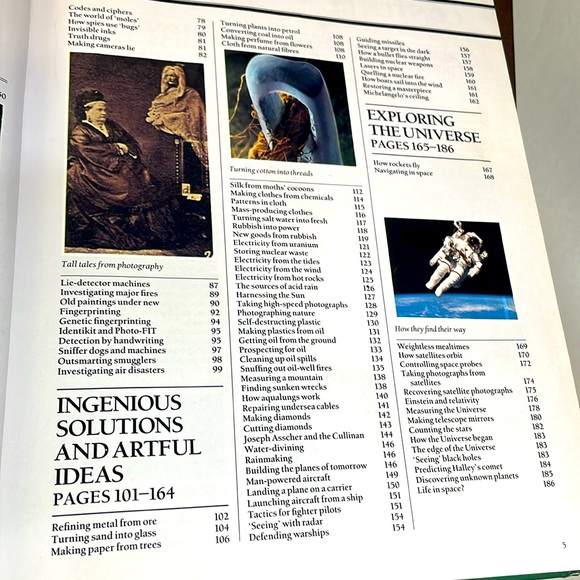 Codes and ciphers 78
The world of 'moles' 79
How spies use 'bugs' 80
Invisible inks 81
Truth drugs 81
Making cameras lie 82
Tall tales from photography
Lie-detector machines 87
Investigating major fires 89
Old paintings under new 90
Fingerprinting 92
Genetic fingerprinting 94
Identikit and Photo-FIT 95
Detection by handwriting 95
Sniffer dogs and machines 97
Outsmarting smugglers 98
Investigating air disasters 99
INGENIOUS
SOLUTIONS
AND ARTFUL
IDEAS
PAGES 101–164
Refining metal from ore 102
Turning sand into glass 104
Making paper from trees 106
Turning plants into petrol 108
Converting coal into oil 108
Making perfume from flowers 108
Cloth from natural fibres 110
Turning cotton into threads
Silk from moths' cocoons 112
Making clothes from chemicals 114
Patterns in cloth 115
Mass-producing clothes 116
Turning salt water into fresh 117
Rubbish into power 118
New goods from rubbish 119
Electricity from uranium 121
Storing nuclear waste 122
Electricity from the tides 123
Electricity from the wind 124
Electricity from hot rocks 125
The sources of acid rain 126
Harnessing the Sun 127
Taking high-speed photographs 128
Photographing nature 129
Self-destructing plastic 130
Making plastics from oil 131
Getting oil from the ground 132
Prospecting for oil 133
Cleaning up oil spills 134
Snuffing out oil-well fires 135
Measuring a mountain 138
Finding sunken wrecks 138
How aqualungs work 140
Repairing undersea cables 141
Making diamonds 142
Cutting diamonds 143
Joseph Asscher and the Cullinan 144
Water-divining 146
Rainmaking 146
Building the planes of tomorrow 146
Man-powered aircraft 149
Landing a plane on a carrier 150
Launching aircraft from a ship 151
Tactics for fighter pilots 151
'Seeing' with radar 154
Defending warships 154
Guiding missiles 156
Seeing a target in the dark 157
How a bullet flies straight 157
Building nuclear weapons 158
Lasers in space 159
Quelling a nuclear fire 160
How boats sail into the wind 161
Restoring a masterpiece 161
Michelangelo's ceiling 162
EXPLORING
THE UNIVERSE
PAGES 165–186
How rockets fly 167
Navigating in space 168
How they find their way
Weightless mealtimes 169
How satellites orbit 170
Controlling space probes 172
Taking photographs from
satellites 174
Recovering satellite photographs 175
Einstein and relativity 176
Measuring the Universe 178
Making telescope mirrors 180
Counting the stars 182
How the Universe began 183
The edge of the Universe 183
'Seeing' black holes 183
Predicting Halley's comet 184
Discovering unknown planets 185
Life in space? 186
5